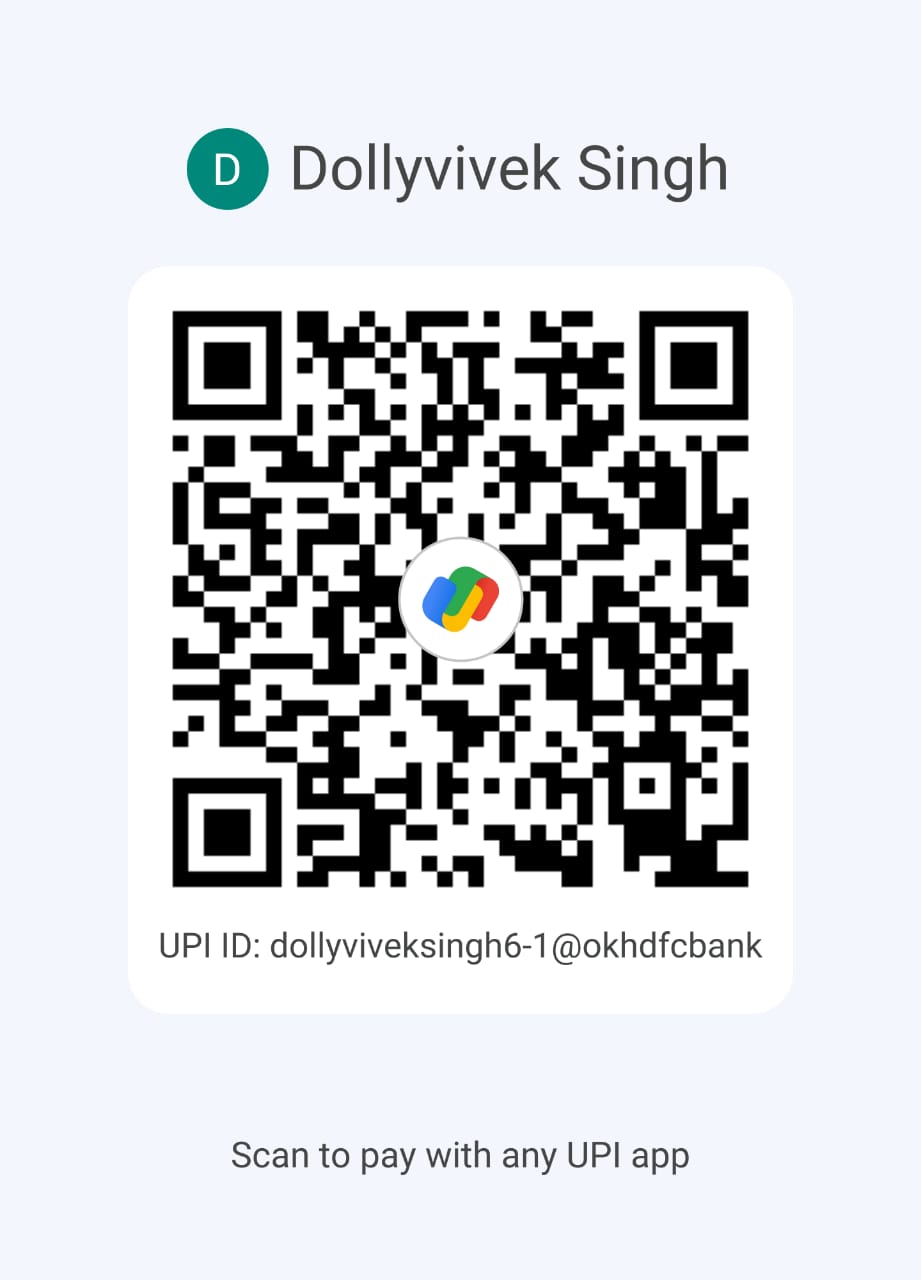 D Dollyvivek Singh
UPI ID: dollyviveksingh6-1@okhdfcbank
Scan to pay with any UPI app